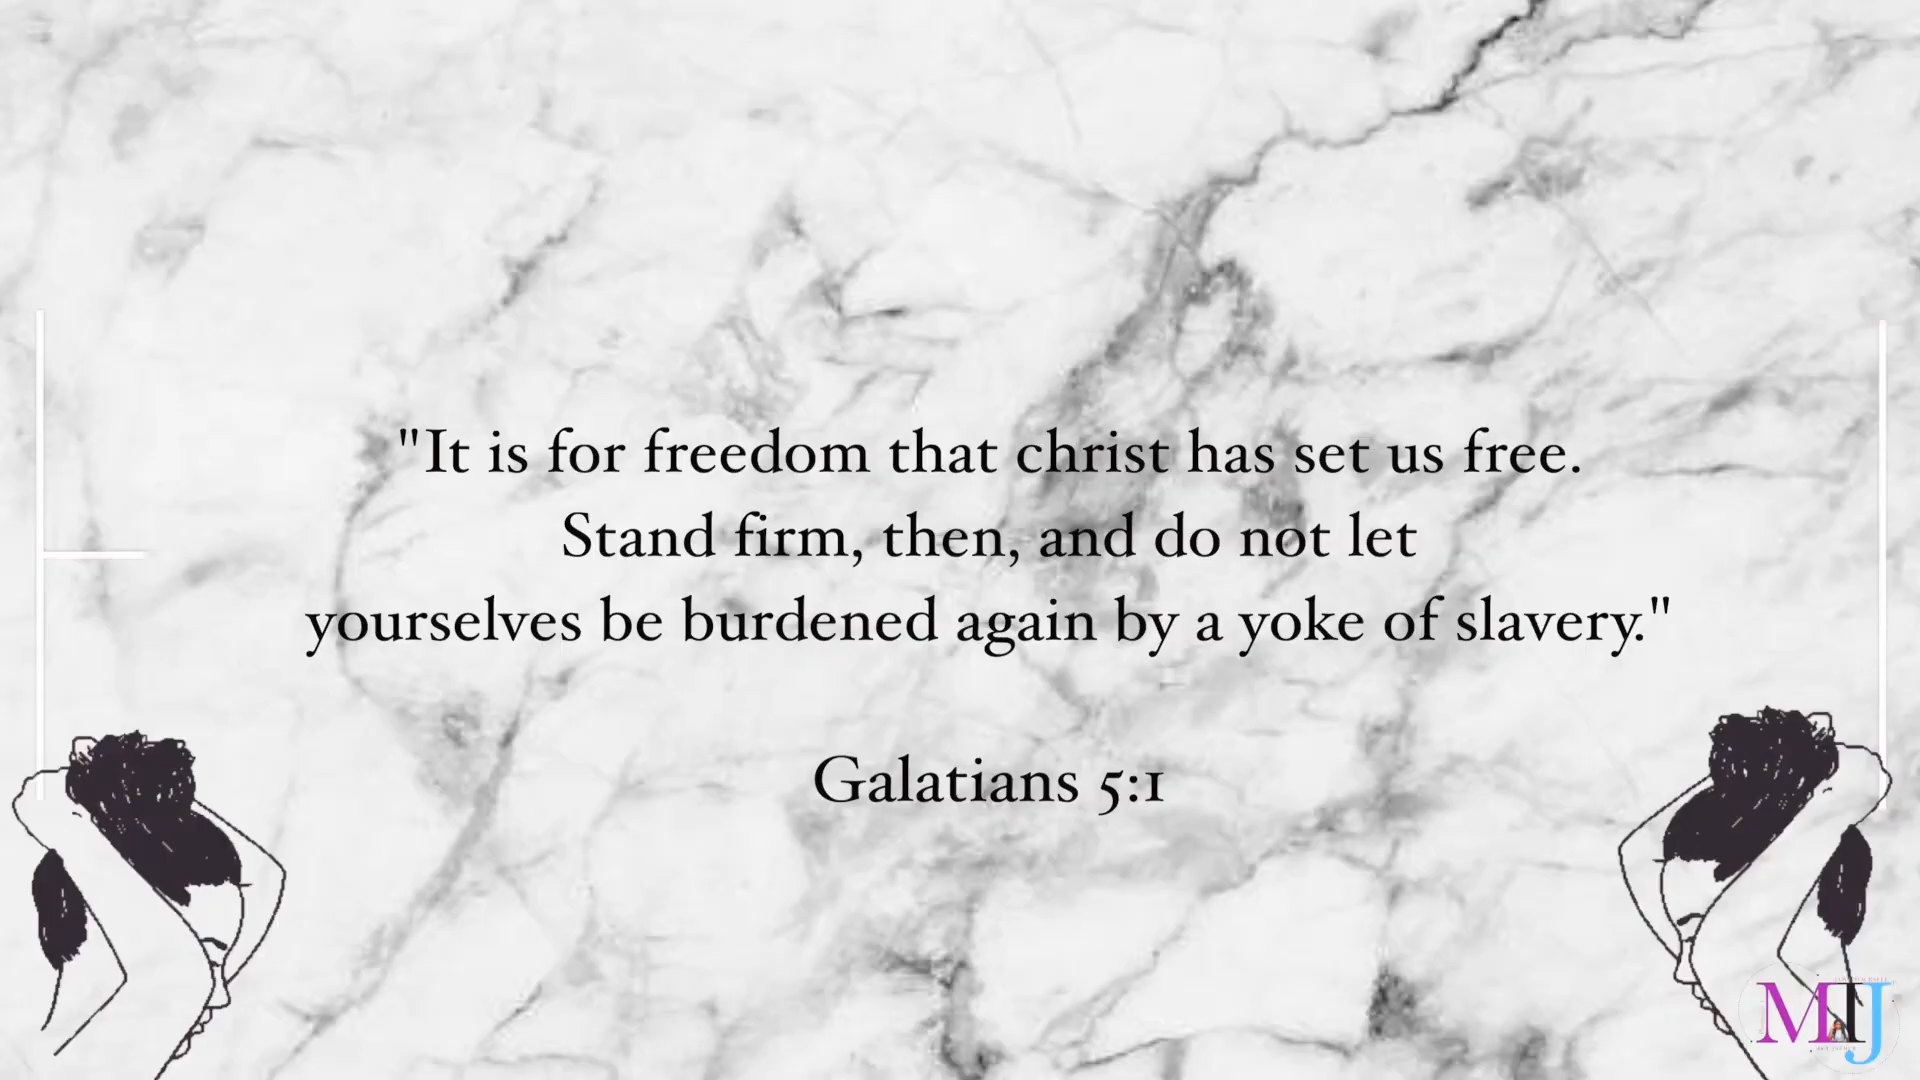 "It is for freedom that christ has set us free.
Stand firm, then, and do not let
yourselves be burdened again by a yoke of slavery."
Galatians 5:1
MTJ